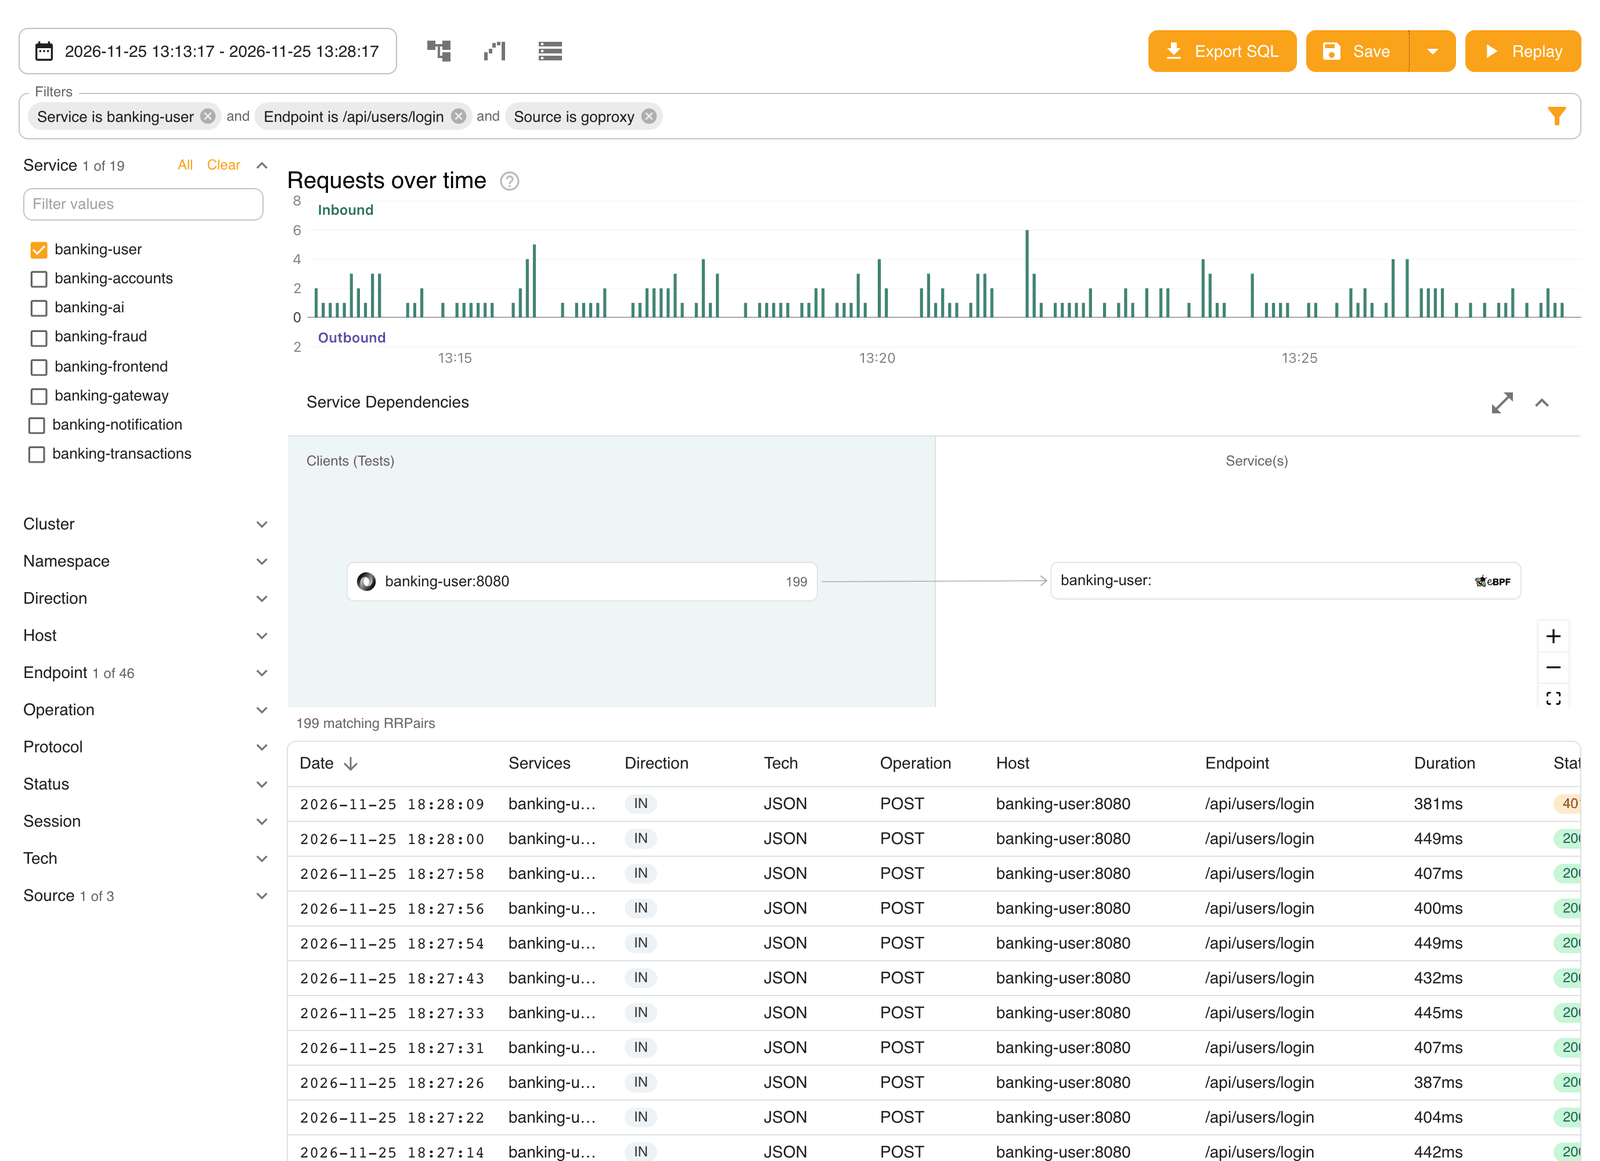 2026-11-25 13:13:17 - 2026-11-25 13:28:17
Export SQL
Save
Replay
Filters
Service is banking-user and Endpoint is /api/users/login and Source is goproxy
Service 1 of 19 All Clear
Filter values
banking-user
banking-accounts
banking-ai
banking-fraud
banking-frontend
banking-gateway
banking-notification
banking-transactions
Cluster
Namespace
Direction
Host
Endpoint 1 of 46
Operation
Protocol
Status
Session
Tech
Source 1 of 3
Requests over time
8
Inbound
6
4
2
0
Outbound
2
13:15 13:20 13:25
Service Dependencies
Clients (Tests)
Service(s)
banking-user:8080 199
banking-user: eBPF
199 matching RRPairs
Date Services Direction Tech Operation Host Endpoint Duration Stat
2026-11-25 18:28:09 banking-u... IN JSON POST banking-user:8080 /api/users/login 381ms 40
2026-11-25 18:28:00 banking-u... IN JSON POST banking-user:8080 /api/users/login 449ms 200
2026-11-25 18:27:58 banking-u... IN JSON POST banking-user:8080 /api/users/login 407ms 200
2026-11-25 18:27:56 banking-u... IN JSON POST banking-user:8080 /api/users/login 400ms 200
2026-11-25 18:27:54 banking-u... IN JSON POST banking-user:8080 /api/users/login 449ms 200
2026-11-25 18:27:43 banking-u... IN JSON POST banking-user:8080 /api/users/login 432ms 200
2026-11-25 18:27:33 banking-u... IN JSON POST banking-user:8080 /api/users/login 445ms 200
2026-11-25 18:27:31 banking-u... IN JSON POST banking-user:8080 /api/users/login 407ms 200
2026-11-25 18:27:26 banking-u... IN JSON POST banking-user:8080 /api/users/login 387ms 200
2026-11-25 18:27:22 banking-u... IN JSON POST banking-user:8080 /api/users/login 404ms 200
2026-11-25 18:27:14 banking-u... IN JSON POST banking-user:8080 /api/users/login 442ms 200